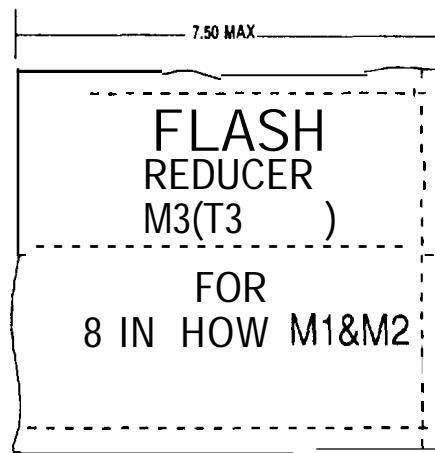 7.50 MAX
FLASH
REDUCER
M3(T3 )
FOR
8 IN HOW M1&M2